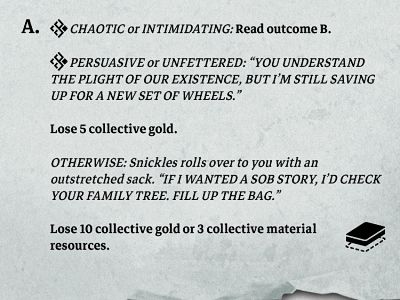 A. CHAOTIC or INTIMIDATING: Read outcome B.
PERSUASIVE or UNFETTERED: “YOU UNDERSTAND
THE PLIGHT OF OUR EXISTENCE, BUT I’M STILL SAVING
UP FOR A NEW SET OF WHEELS.”
Lose 5 collective gold.
OTHERWISE: Snickles rolls over to you with an
outstretched sack. “IF I WANTED A SOB STORY, I’D CHECK
YOUR FAMILY TREE. FILL UP THE BAG.”
Lose 10 collective gold or 3 collective material
resources.